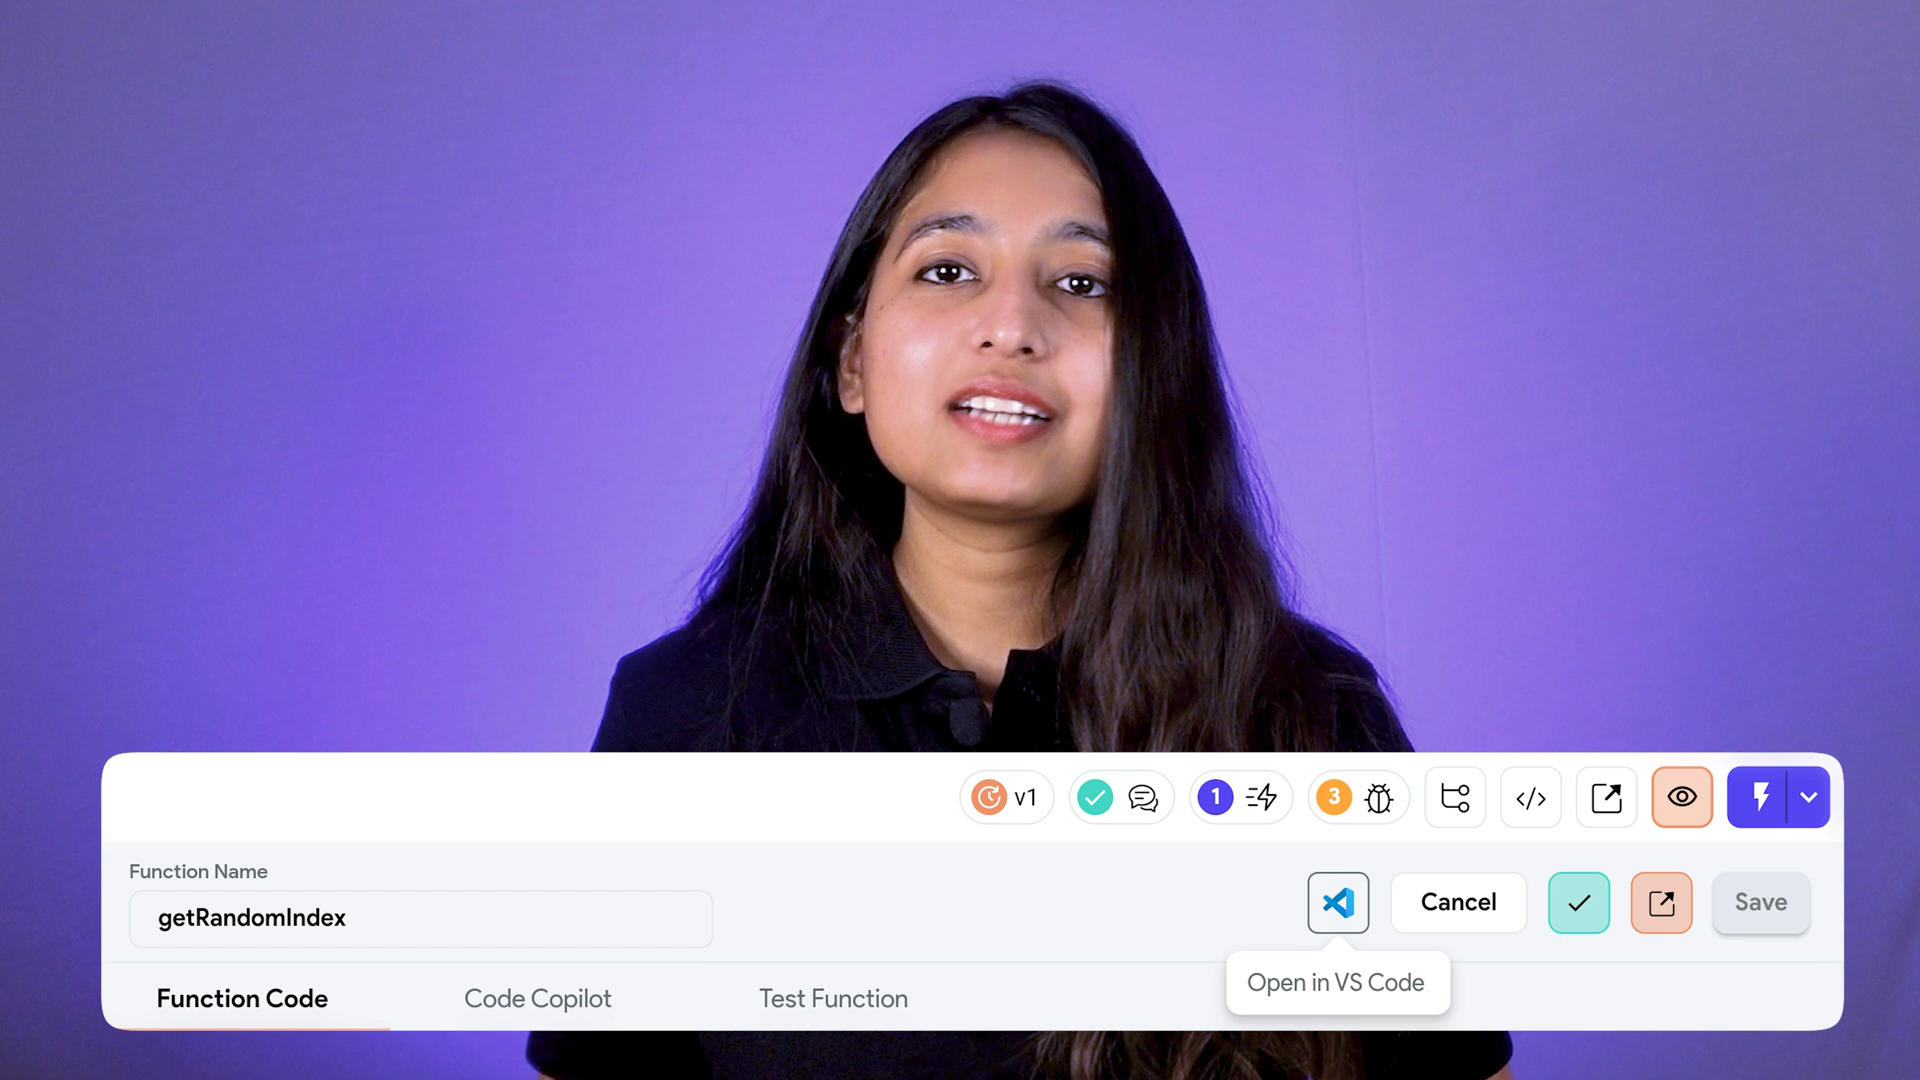 v1
1
3
</>
Function Name
getRandomIndex
Cancel
Save
Open in VS Code
Function Code
Code Copilot
Test Function